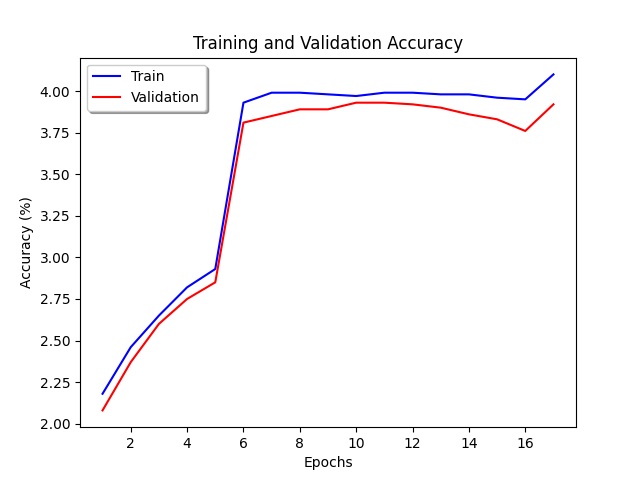 Training and Validation Accuracy
Train
Validation
4.00
3.75
3.50
3.25
3.00
2.75
2.50
2.25
2.00
Accuracy (%)
2 4 6 8 10 12 14 16
Epochs